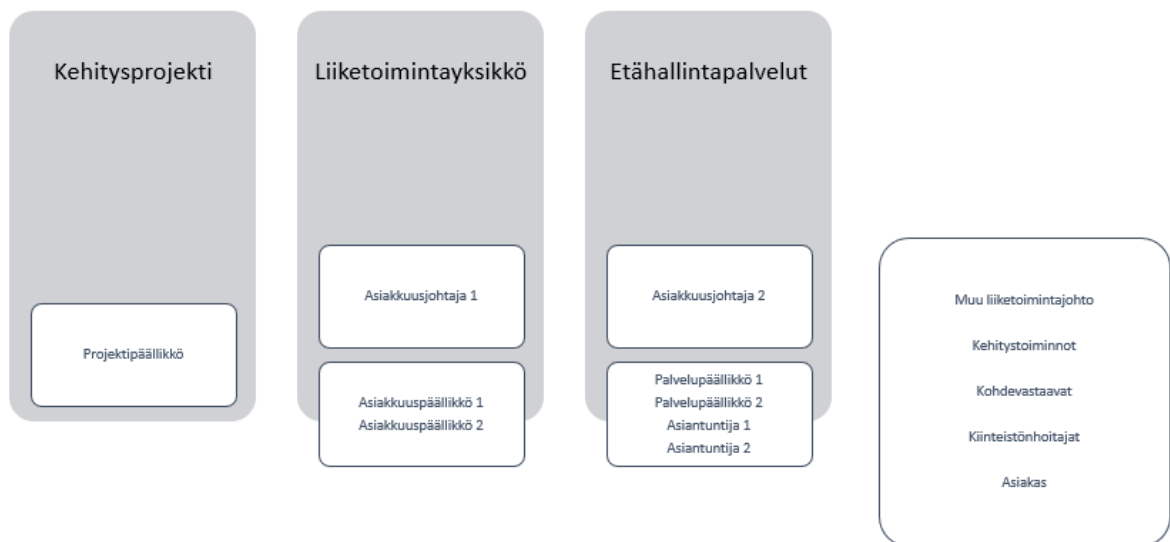 Kehitysprojekti
Projektipäällikkö
Liiketoimintayksikkö
Asiakkuusjohtaja 1
Asiakkuuspäällikkö 1
Asiakkuuspäällikkö 2
Etähallintapalvelut
Asiakkuusjohtaja 2
Palvelupäällikkö 1
Palvelupäällikkö 2
Asiantuntija 1
Asiantuntija 2
Muu liiketoimintajohto
Kehitystoiminnot
Kohdevastaavat
Kiinteistönhoitajat
Asiakas